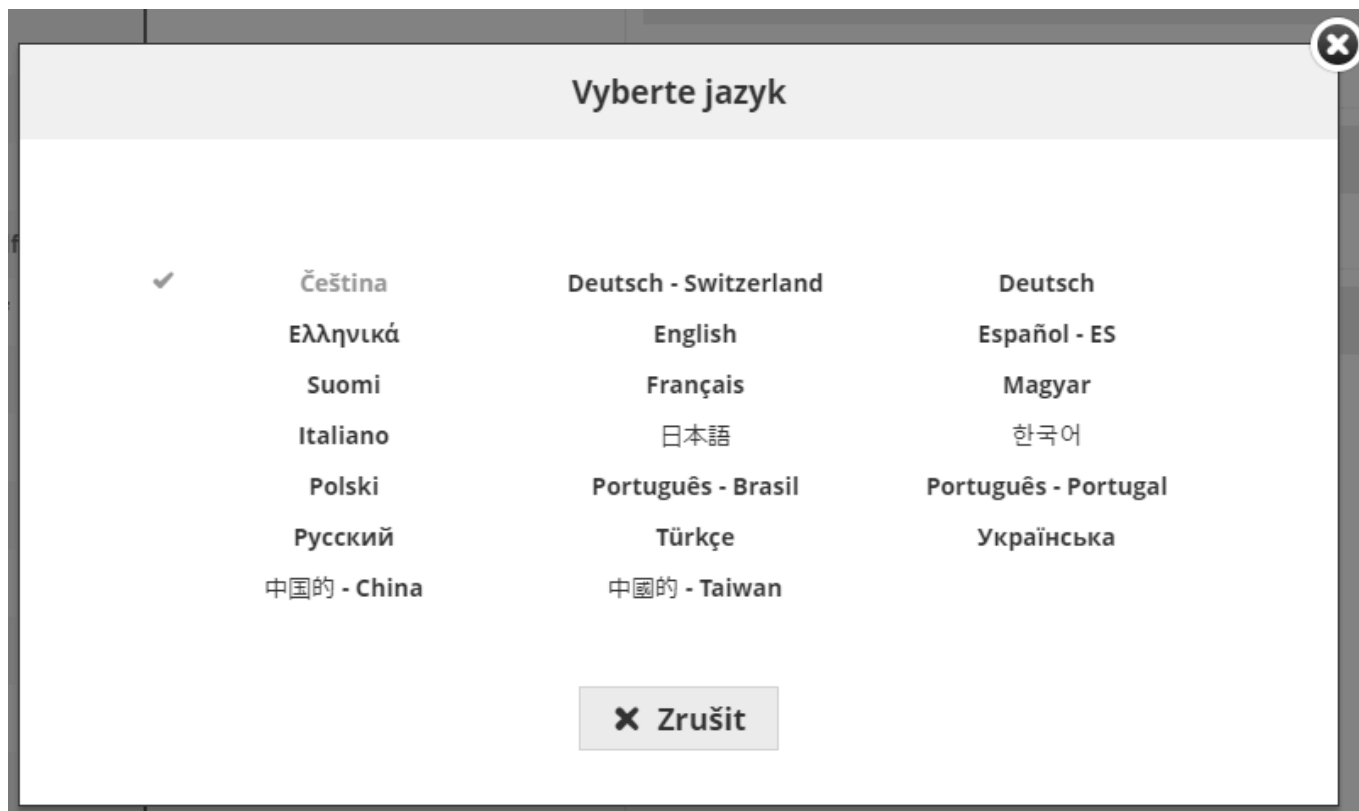 Vyberte jazyk
Čeština Deutsch - Switzerland Deutsch
Ελληνικά English Español - ES
Suomi Français Magyar
Italiano 日本語 한국어
Polski Português - Brasil Português - Portugal
Русский Türkçe Українська
中国的 - China 中國的 - Taiwan
Zrušit